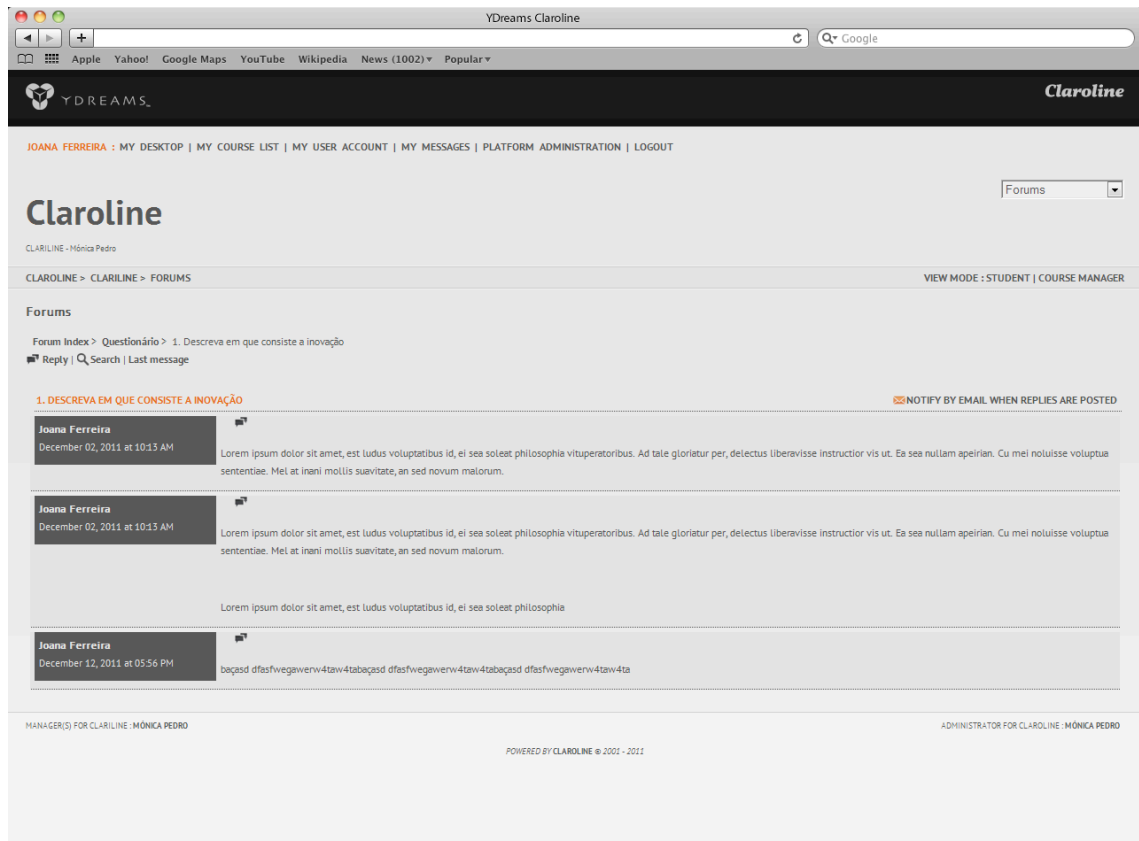 YDreams Claroline
Google
Apple Yahoo! Google Maps YouTube Wikipedia News (1002) Popular
YDREAMS_
Claroline
JOANA FERREIRA : MY DESKTOP | MY COURSE LIST | MY USER ACCOUNT | MY MESSAGES | PLATFORM ADMINISTRATION | LOGOUT
Forums
Claroline
CLARILINE - Mónica Pedro
CLAROLINE > CLARILINE > FORUMS
VIEW MODE : STUDENT | COURSE MANAGER
Forums
Forum Index > Questionário > 1. Descreva em que consiste a inovação
Reply | Search | Last message
1. DESCREVA EM QUE CONSISTE A INOVAÇÃO
NOTIFY BY EMAIL WHEN REPLIES ARE POSTED
Joana Ferreira
December 02, 2011 at 10:13 AM
Lorem ipsum dolor sit amet, est ludus voluptatibus id, ei sea soleat philosophia vituperatoribus. Ad tale gloriatur per, delectus liberavisse instructior vis ut. Ea sea nullam apeirian. Cu mei noluisse voluptua
sententiae. Mel at inani mollis suavitate, an sed novum malorum.
Joana Ferreira
December 02, 2011 at 10:13 AM
Lorem ipsum dolor sit amet, est ludus voluptatibus id, ei sea soleat philosophia vituperatoribus. Ad tale gloriatur per, delectus liberavisse instructior vis ut. Ea sea nullam apeirian. Cu mei noluisse voluptua
sententiae. Mel at inani mollis suavitate, an sed novum malorum.
Lorem ipsum dolor sit amet, est ludus voluptatibus id, ei sea soleat philosophia
Joana Ferreira
December 12, 2011 at 05:56 PM
baçasd dfasfwegawerw4taw4tabaçasd dfasfwegawerw4taw4tabaçasd dfasfwegawerw4taw4ta
MANAGER(S) FOR CLARILINE : MÓNICA PEDRO
ADMINISTRATOR FOR CLAROLINE : MÓNICA PEDRO
POWERED BY CLAROLINE © 2001 - 2011